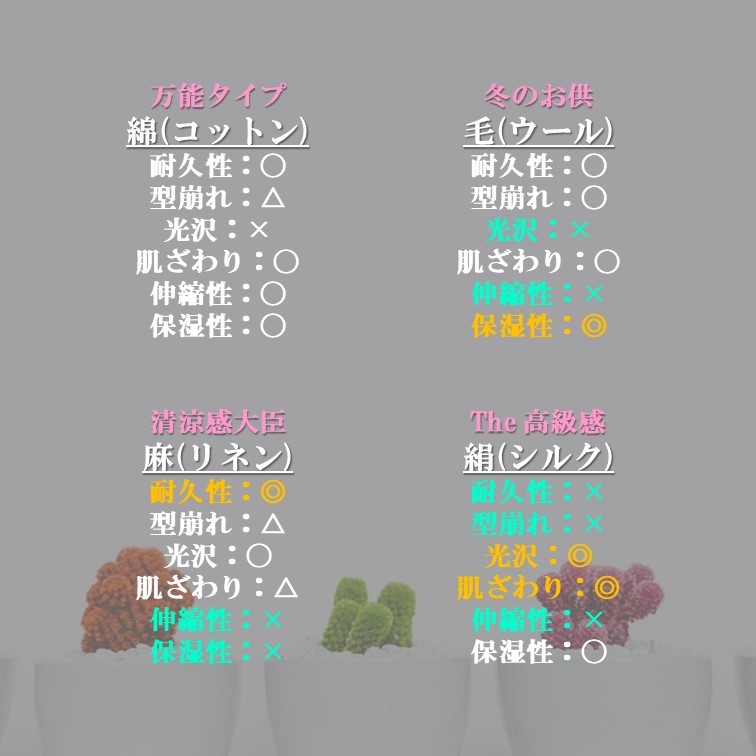 万能タイプ
綿(コットン)
耐久性：○
型崩れ：△
光沢：×
肌ざわり：○
伸縮性：○
保湿性：○
冬のお供
毛(ウール)
耐久性：○
型崩れ：○
光沢：×
肌ざわり：○
伸縮性：×
保湿性：◎
清涼感大臣
麻(リネン)
耐久性：◎
型崩れ：△
光沢：○
肌ざわり：△
伸縮性：×
保湿性：×
The 高級感
絹(シルク)
耐久性：×
型崩れ：×
光沢：◎
肌ざわり：◎
伸縮性：×
保湿性：○